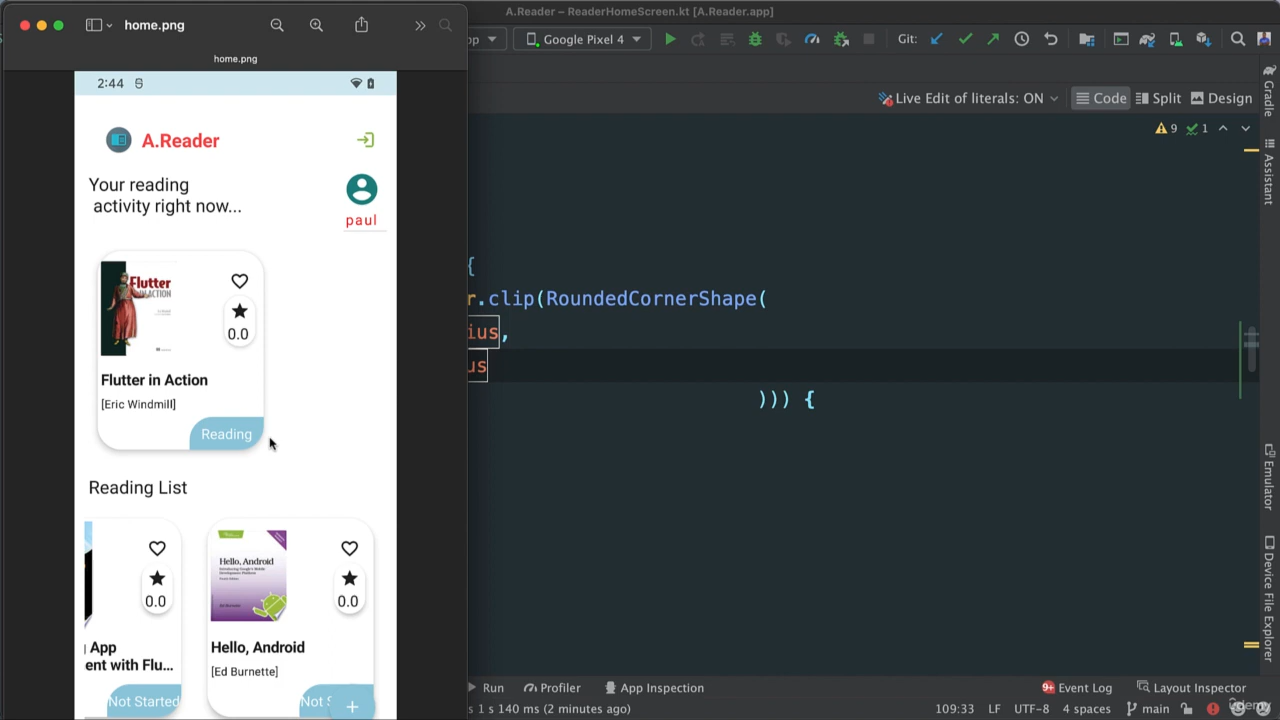 home.png
A.Reader – ReaderHomeScreen.kt [A.Reader.app]
Google Pixel 4
Git:
home.png
2:44
Live Edit of literals: ON
Code
Split
Design
A.Reader
9
1
Your reading
activity right now...
paul
{
r.clip(RoundedCornerShape(
ius,
us
))) {
Flutter
IN ACTION
0.0
Flutter in Action
[Eric Windmill]
Reading
Reading List
Hello, Android
0.0
0.0
App
ent with Flu...
Hello, Android
[Ed Burnette]
Not Started
Not S
+
Gradle
Assistant
Emulator
Device File Explorer
Run
Profiler
App Inspection
9+ Event Log
Layout Inspector
s 1 s 140 ms (2 minutes ago)
109:33
LF
UTF-8
4 spaces
main
Udemy